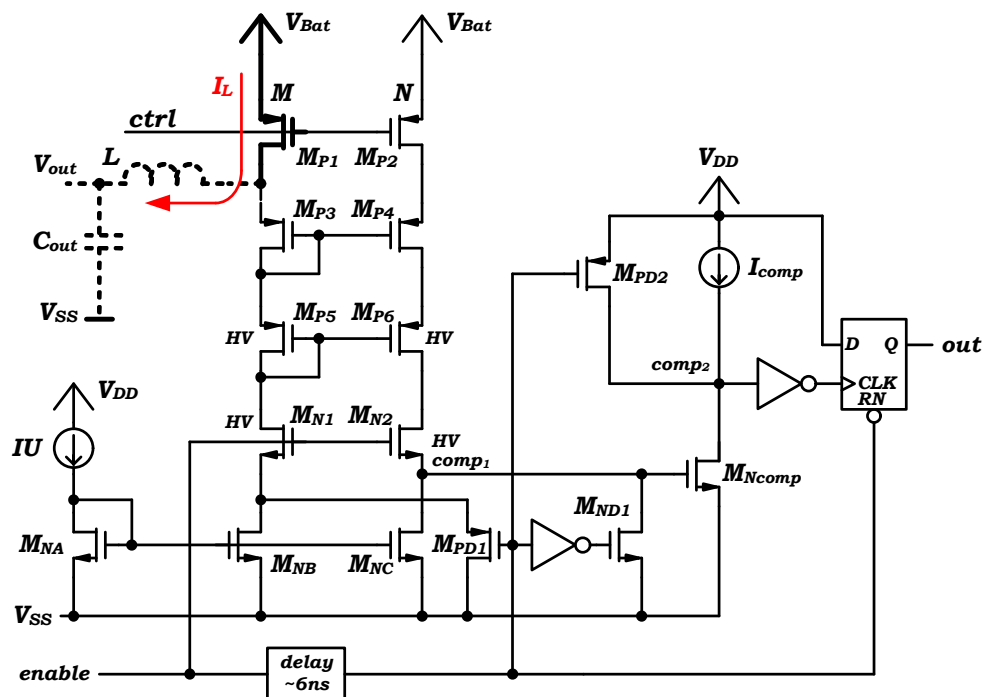 VBat VBat
IL M N
ctrl
MP1 MP2
Vout L
VDD
MP3 MP4
Cout
MPD2 Icomp
VSS
MP5 MP6
HV HV
D Q out
comp2
CLK
RN
VDD
HV MN1 MN2 HV
IU
comp1
MNcomp
MND1
MNA MNB MNC MPD1
VSS
enable delay
~6ns